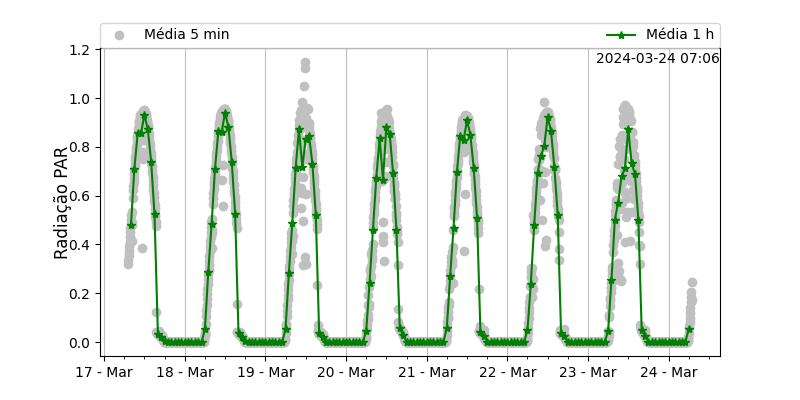 Média 5 min
Média 1 h
2024-03-24 07:06
Radiação PAR
1.2
1.0
0.8
0.6
0.4
0.2
0.0
17 - Mar
18 - Mar
19 - Mar
20 - Mar
21 - Mar
22 - Mar
23 - Mar
24 - Mar